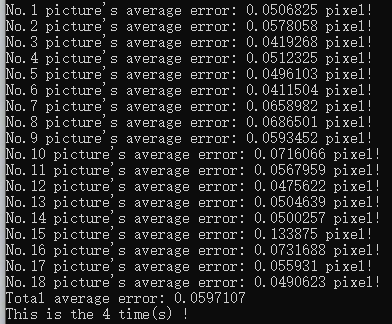 No.1 picture's average error: 0.0506825 pixel!
No.2 picture's average error: 0.0578058 pixel!
No.3 picture's average error: 0.0419268 pixel!
No.4 picture's average error: 0.0512325 pixel!
No.5 picture's average error: 0.0496103 pixel!
No.6 picture's average error: 0.0411504 pixel!
No.7 picture's average error: 0.0658982 pixel!
No.8 picture's average error: 0.0686501 pixel!
No.9 picture's average error: 0.0593452 pixel!
No.10 picture's average error: 0.0716066 pixel!
No.11 picture's average error: 0.0567959 pixel!
No.12 picture's average error: 0.0475622 pixel!
No.13 picture's average error: 0.0504639 pixel!
No.14 picture's average error: 0.0500257 pixel!
No.15 picture's average error: 0.133875 pixel!
No.16 picture's average error: 0.0731688 pixel!
No.17 picture's average error: 0.055931 pixel!
No.18 picture's average error: 0.0490623 pixel!
Total average error: 0.0597107
This is the 4 time(s) !